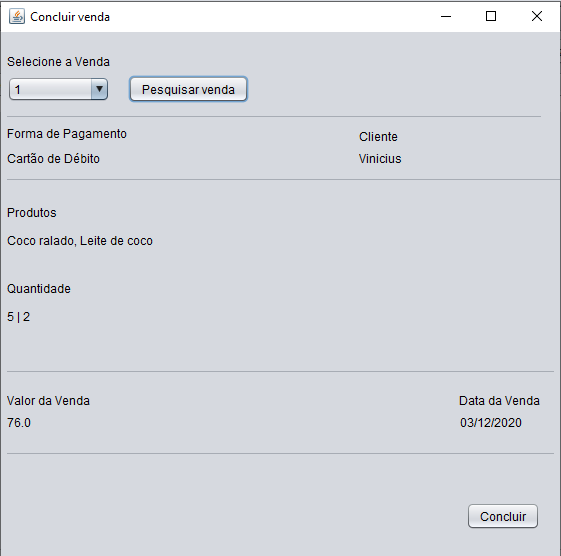 Concluir venda
Selecione a Venda
1
Pesquisar venda
Forma de Pagamento
Cliente
Cartão de Débito
Vinicius
Produtos
Coco ralado, Leite de coco
Quantidade
5 | 2
Valor da Venda
Data da Venda
76.0
03/12/2020
Concluir